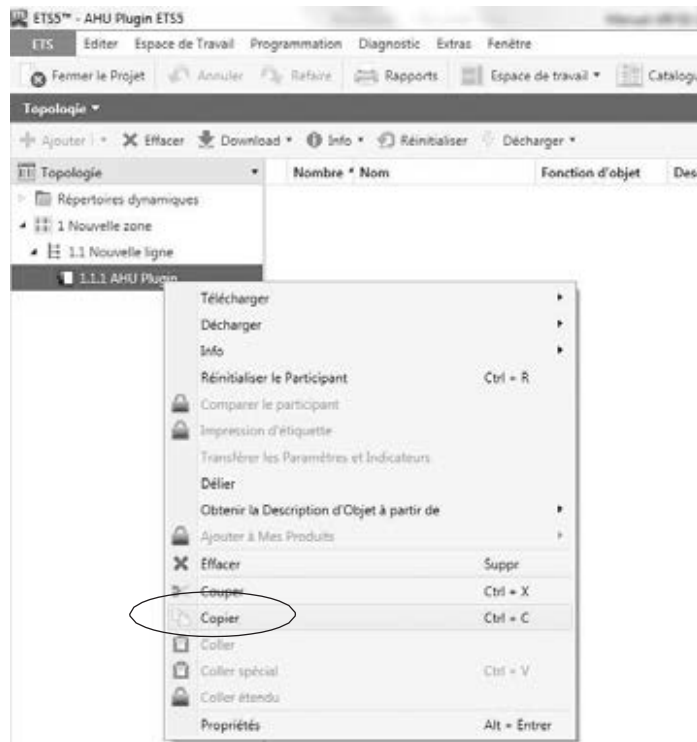 ETS5™ - AHU Plugin ETS5
ETS Editer Espace de Travail Programmation Diagnostic Extras Fenêtre
Fermer le Projet Annuler Refaire Rapports Espace de travail Catalogu
Topologie
Ajouter Effacer Download Info Réinitialiser Décharger
Topologie Nombre * Nom Fonction d'objet Des
Répertoires dynamiques
1 Nouvelle zone
1.1 Nouvelle ligne
1.1.1 AHU Plugin
Télécharger
Décharger
Info
Réinitialiser le Participant Ctrl + R
Comparer le participant
Impression d'étiquette
Transférer les Paramètres et Indicateurs
Délier
Obtenir la Description d'Objet à partir de
Ajouter à Mes Produits
Effacer Suppr
Couper Ctrl + X
Copier Ctrl + C
Coller
Coller spécial Ctrl + V
Coller étendu
Propriétés Alt + Entrer